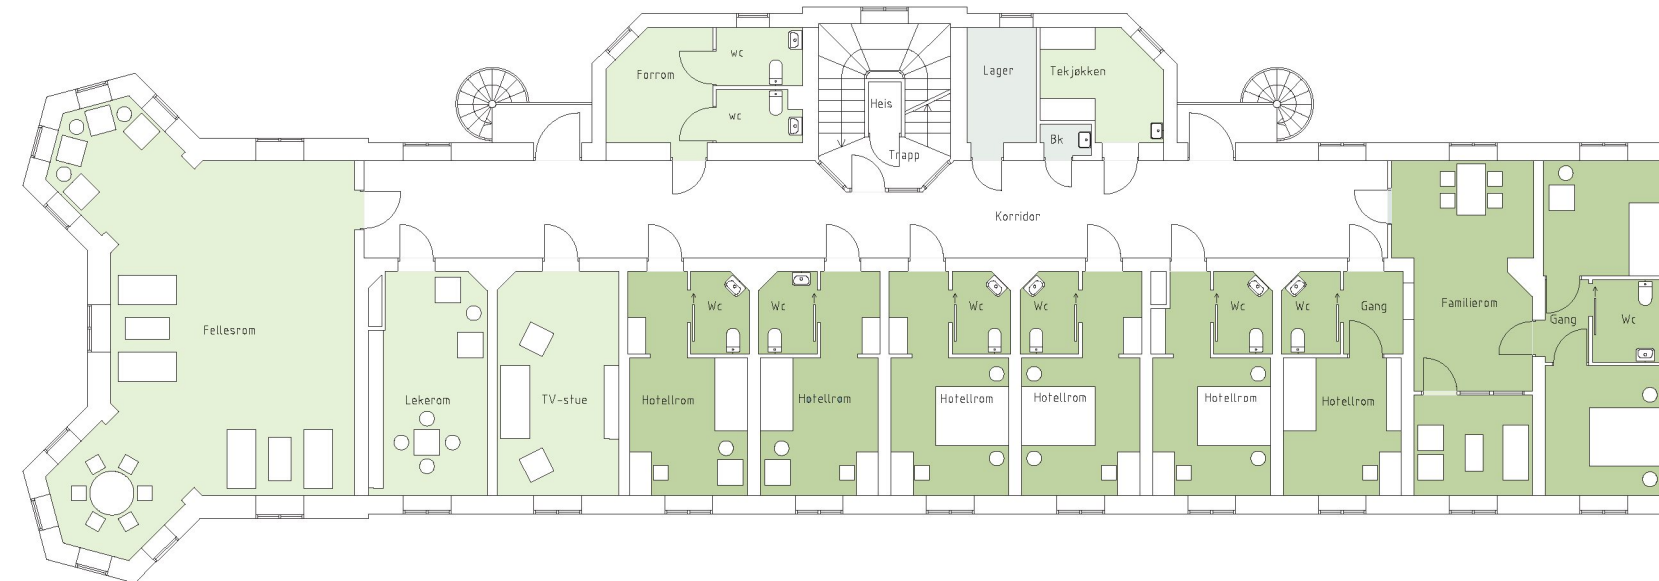 wc
Forrom
Lager
Tekjøkken
Heis
wc
Bk
Trapp
Korridor
Fellesrom
Wc
Wc
Wc
Wc
Wc
Wc
Gang
Familierom
Gang
Wc
Lekerom
TV-stue
Hotellrom
Hotellrom
Hotellrom
Hotellrom
Hotellrom
Hotellrom